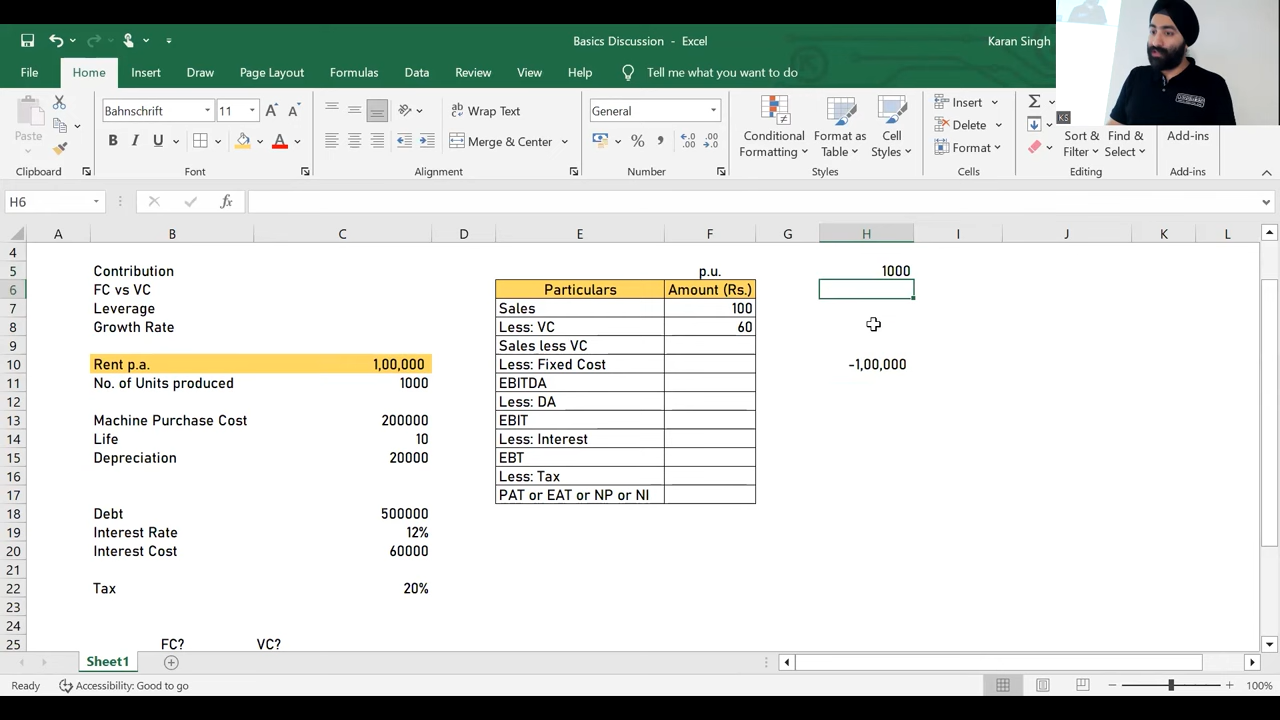 Basics Discussion - Excel
Karan Singh
File Home Insert Draw Page Layout Formulas Data Review View Help Tell me what you want to do
Paste
Bahnschrift 11
B I U
A A
Wrap Text
Merge & Center
General
% ,
Conditional Formatting
Format as Table
Cell Styles
Insert
Delete
Format
Sort & Filter
Find & Select
Add-ins
KS
Clipboard Font Alignment Number Styles Cells Editing Add-ins
H6 fx
A B C D E F G H I J K L
4
5 Contribution p.u. 1000
6 FC vs VC Particulars Amount (Rs.)
7 Leverage Sales 100
8 Growth Rate Less: VC 60
9 Sales less VC
10 Rent p.a. 1,00,000 Less: Fixed Cost -1,00,000
11 No. of Units produced 1000 EBITDA
12 Less: DA
13 Machine Purchase Cost 200000 EBIT
14 Life 10 Less: Interest
15 Depreciation 20000 EBT
16 Less: Tax
17 PAT or EAT or NP or NI
18 Debt 500000
19 Interest Rate 12%
20 Interest Cost 60000
21
22 Tax 20%
23
24
25 FC? VC?
Sheet1
Ready Accessibility: Good to go 100%